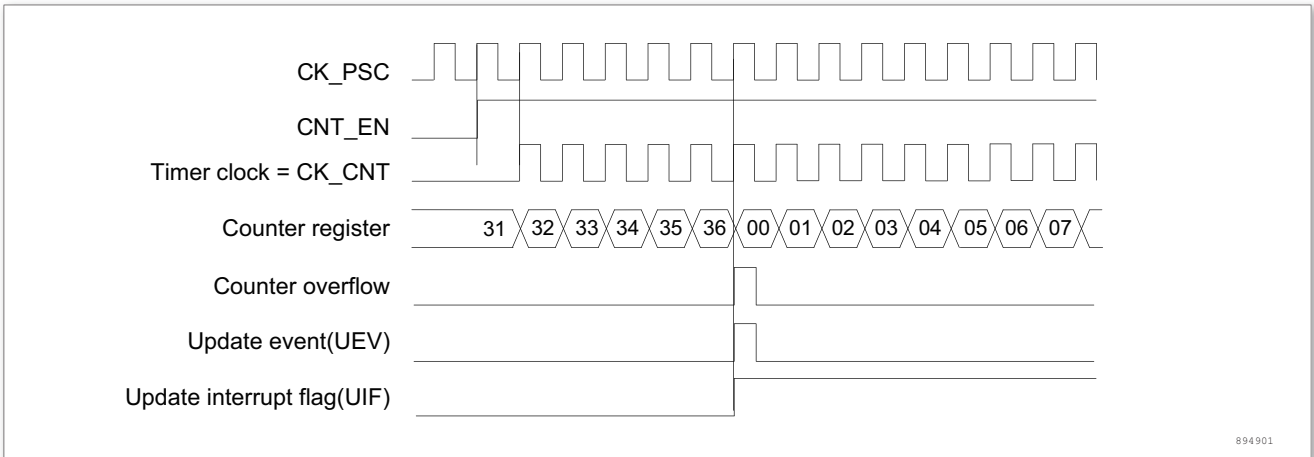 CK_PSC
CNT_EN
Timer clock = CK_CNT
Counter register 31 32 33 34 35 36 00 01 02 03 04 05 06 07
Counter overflow
Update event(UEV)
Update interrupt flag(UIF)
894901